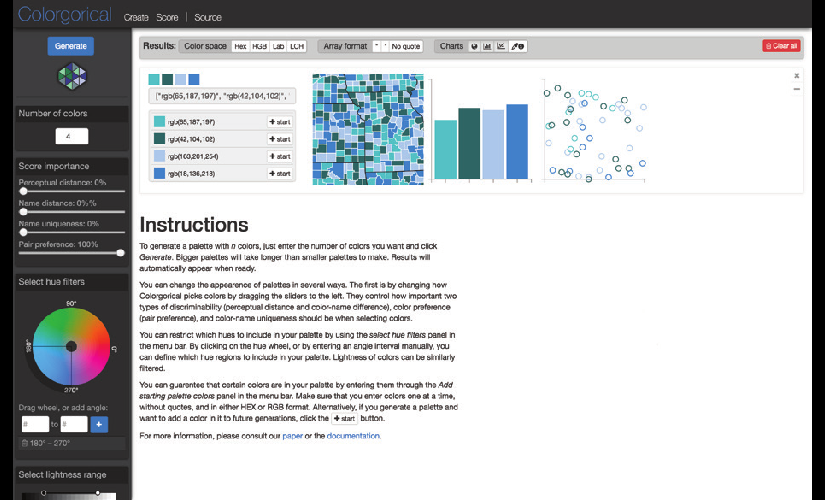 Colorgorical Create Score | Source
Generate
Number of colors
4
Score importance
Perceptual distance: 0%
Name distance: 0%%
Name uniqueness: 0%
Pair preference: 100%
Select hue filters
90°
180°
0°
270°
Drag wheel, or add angle:
# to # +
180° - 270°
Select lightness range
Results: Color space Hex RGB Lab LCH Array format " ' No quote Charts Clear all
["rgb(65,187,197)", "rgb(42,104,102)", "
rgb(65,187,197) + start
rgb(42,104,102) + start
+ start
+ start
Instructions
To generate a palette with n colors, just enter the number of colors you want and click
Generate. Bigger palettes will take longer than smaller palettes to make. Results will
automatically appear when ready.
You can change the appearance of palettes in several ways. The first is by changing how
Colorgorical picks colors by dragging the sliders to the left. They control how important two
types of discriminability (perceptual distance and color-name difference), color preference
(pair preference), and color-name uniqueness should be when selecting colors.
You can restrict which hues to include in your palette by using the select hue filters panel in
the menu bar. By clicking on the hue wheel, or by entering an angle interval manually, you
can define which hue regions to include in your palette. Lightness of colors can be similarly
filtered.
You can guarantee that certain colors are in your palette by entering them through the Add
starting palette colors panel in the menu bar. Make sure that you enter colors one at a time,
without quotes, and in either HEX or RGB format. Alternatively, if you generate a palette and
want to add a color in it to future generations, click the + start button.
For more information, please consult our paper or the documentation.